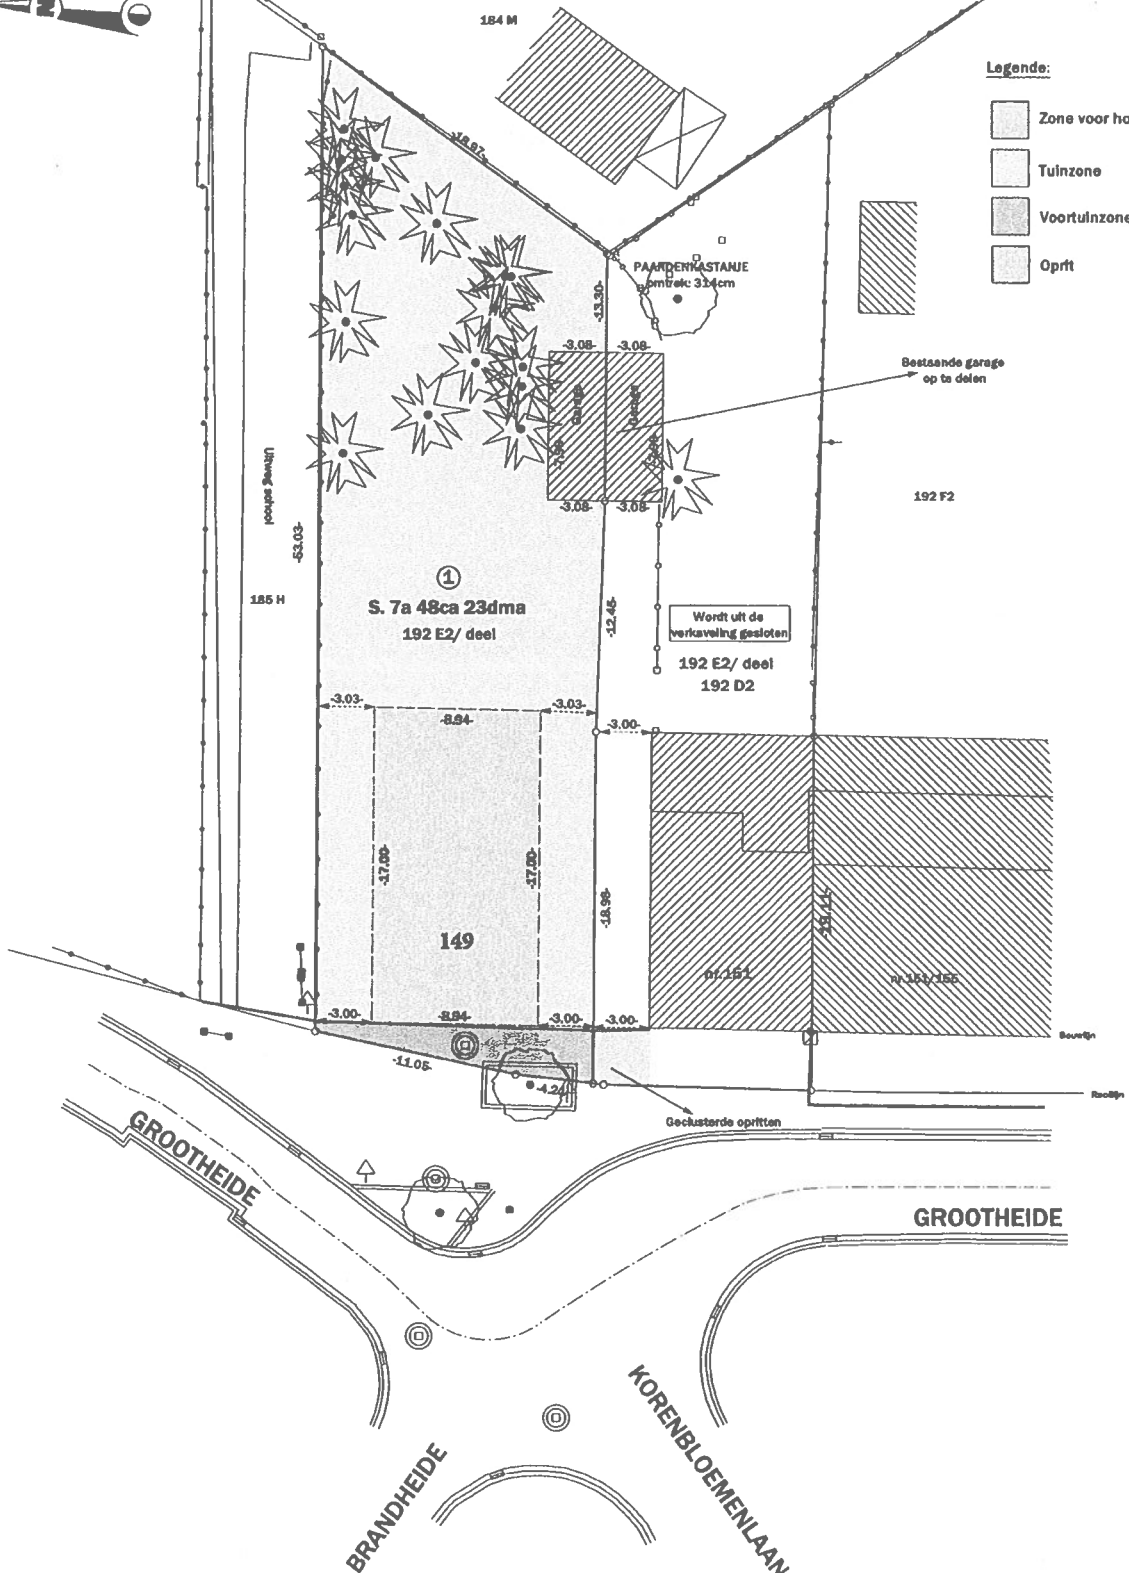 N
184 M
Legende:
Zone voor ho
Tuinzone
Voortuinzone
Oprit
-18.97-
PAARDENKASTANJE
omtrek: 314cm
-13.30-
-3.08-
-3.08-
Garage
Garage
-7.98-
-3.08-
-3.08-
Bestaande garage
op te delen
192 F2
Uitweg school
-53.03-
185 H
1
S. 7a 48ca 23dma
192 E2/ deel
-12.45-
Wordt uit de
verkaveling gesloten
192 E2/ deel
192 D2
-3.03-
-8.94-
-3.03-
-3.00-
-17.00-
-17.00-
-18.98-
-19.11-
149
nr.151
nr.151/155
-3.00-
-8.94-
-3.00-
-3.00-
Bouwlijn
-11.05-
-4.24-
Rooilijn
Geclusterde opritten
GROOTHEIDE
GROOTHEIDE
BRANDHEIDE
KORENBLOEMENLAAN